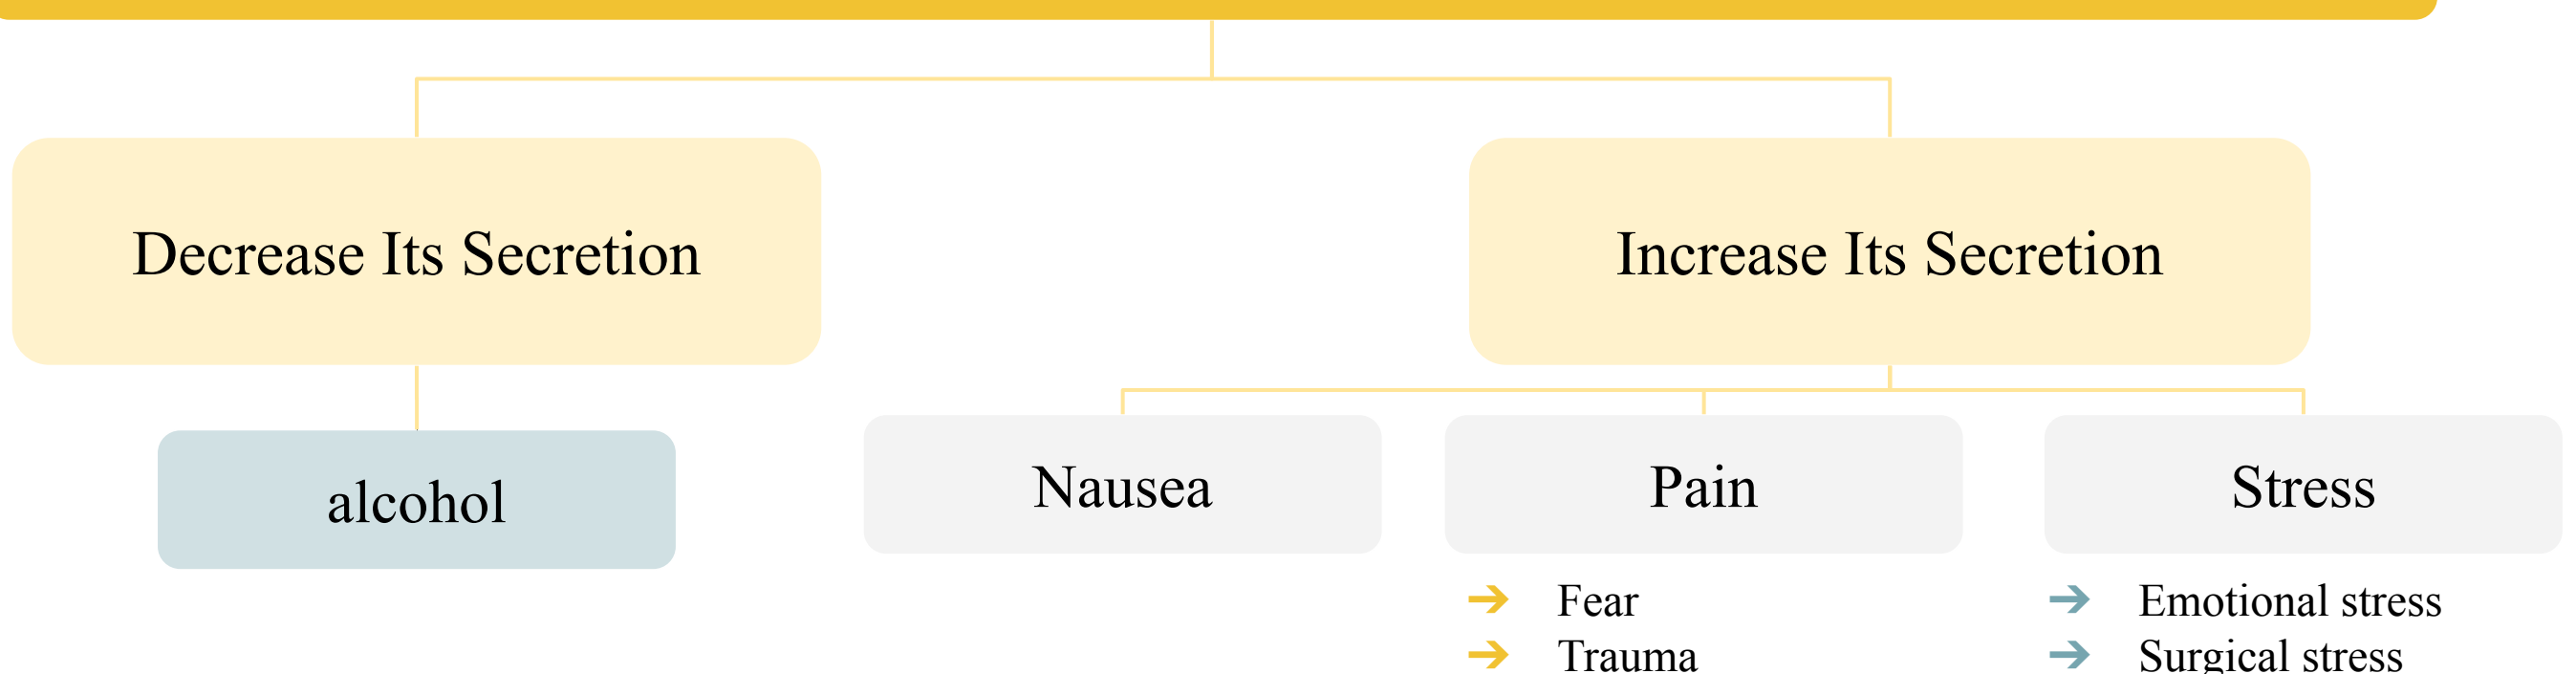 Decrease Its Secretion
Increase Its Secretion
alcohol
Nausea
Pain
Stress
➔ Fear
➔ Trauma
➔ Emotional stress
➔ Surgical stress